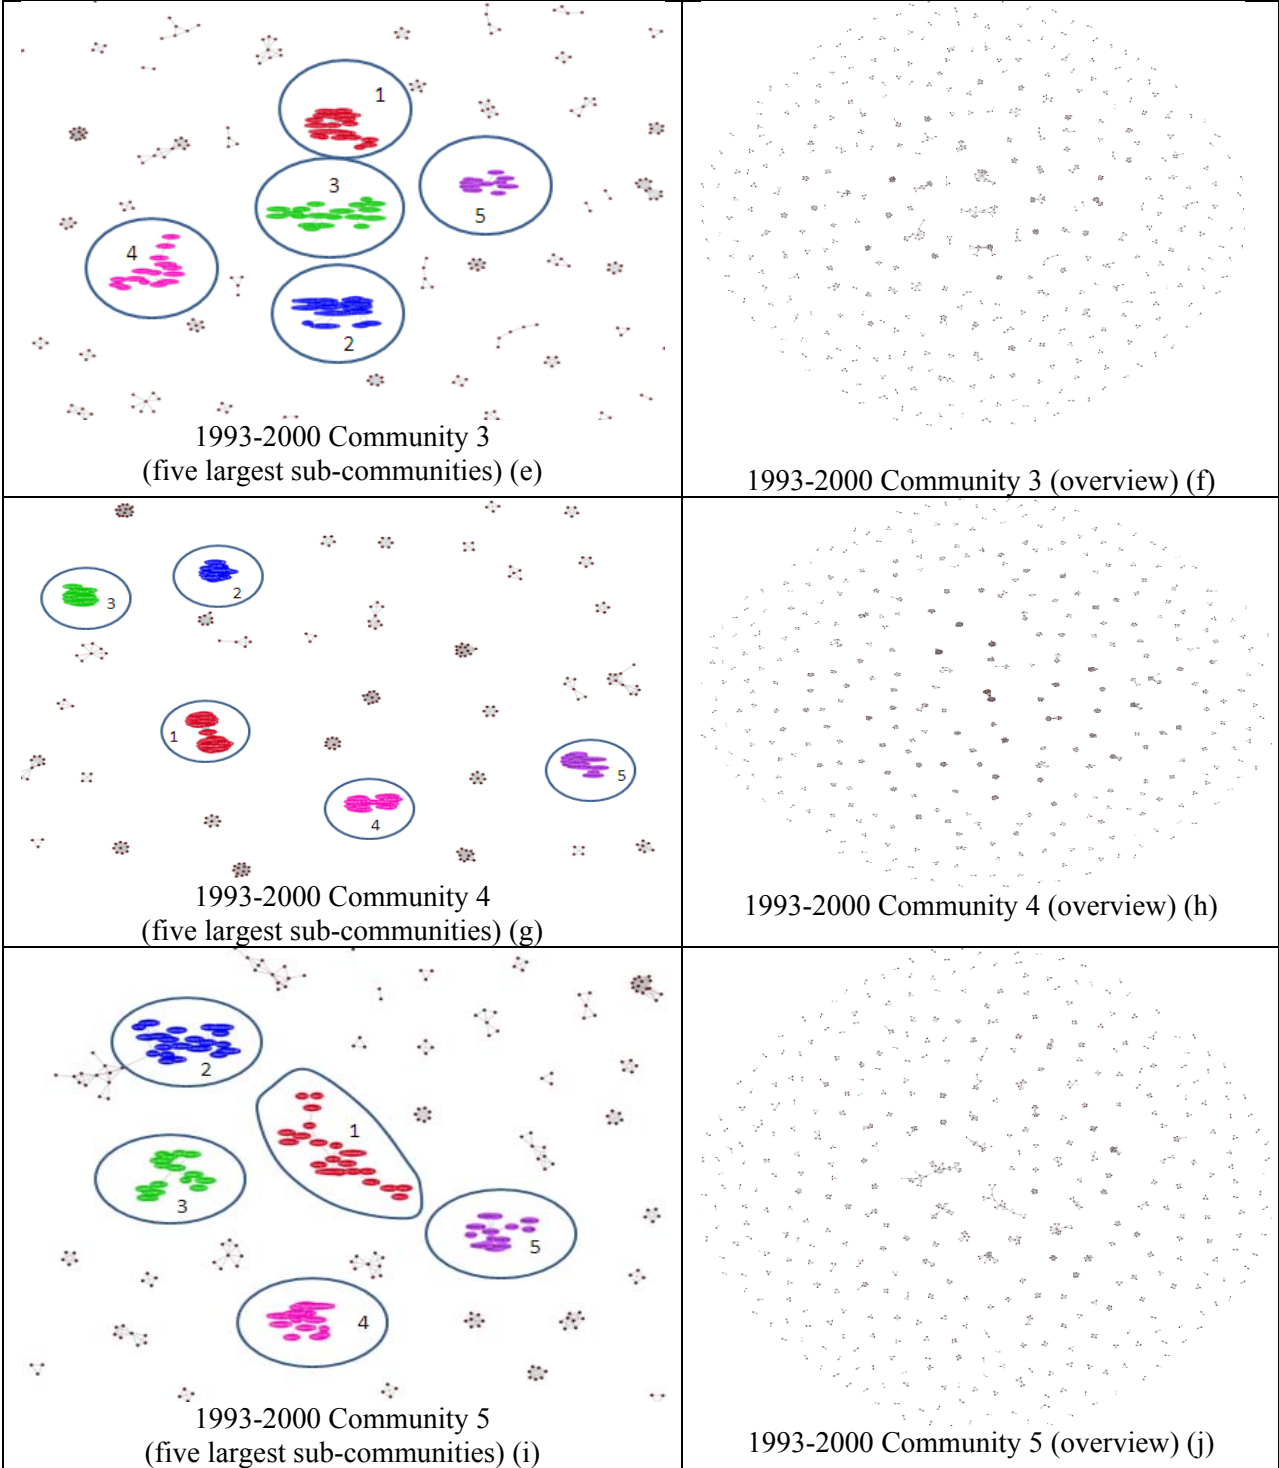 1
3
5
4
2
1993-2000 Community 3
(five largest sub-communities) (e)
1993-2000 Community 3 (overview) (f)
3
2
1
5
4
1993-2000 Community 4
(five largest sub-communities) (g)
1993-2000 Community 4 (overview) (h)
2
1
3
5
4
1993-2000 Community 5
(five largest sub-communities) (i)
1993-2000 Community 5 (overview) (j)